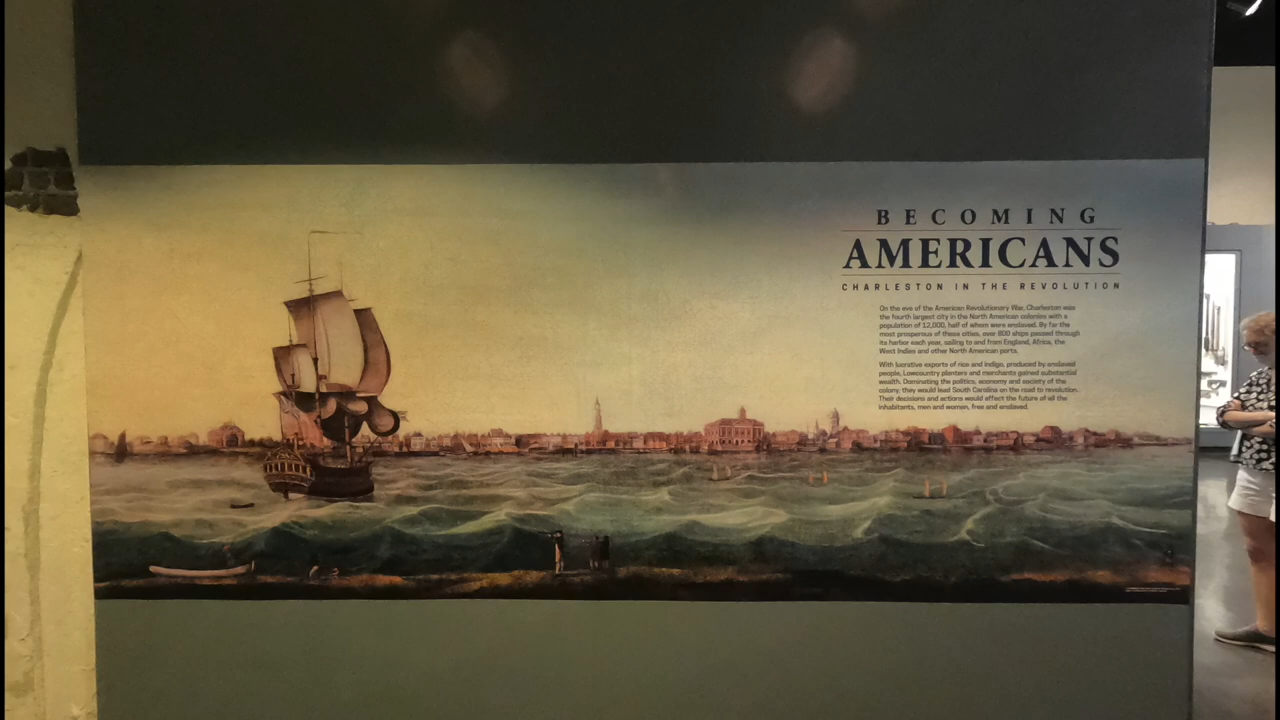 BECOMING
AMERICANS
CHARLESTON IN THE REVOLUTION
On the eve of the American Revolutionary War, Charleston was
the fourth largest city in the North American colonies with a
population of 12,000, half of whom were enslaved. By far the
most prosperous of these cities, over 800 ships passed through
its harbor each year, sailing to and from England, Africa, the
West Indies and other North American ports.
With lucrative exports of rice and indigo, produced by enslaved
people, Lowcountry planters and merchants gained substantial
wealth. Dominating the politics, economy and society of the
colony, they would lead South Carolina on the road to revolution.
Their decisions and actions would affect the future of all the
inhabitants, men and women, free and enslaved.